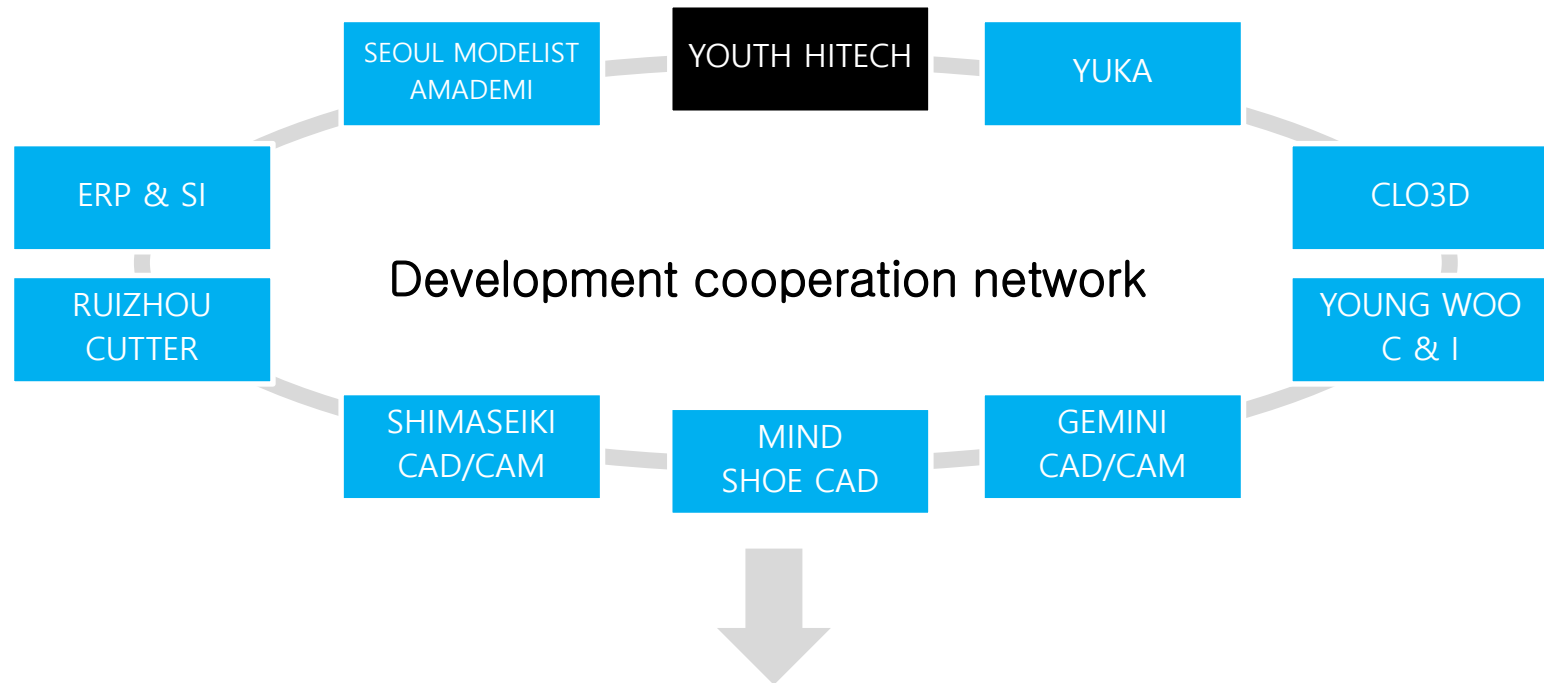 YOUTH HITECH
SEOUL MODELIST
AMADEMI
YUKA
ERP & SI
CLO3D
Development cooperation network
RUIZHOU
CUTTER
YOUNG WOO
C & I
SHIMASEIKI
CAD/CAM
MIND
SHOE CAD
GEMINI
CAD/CAM